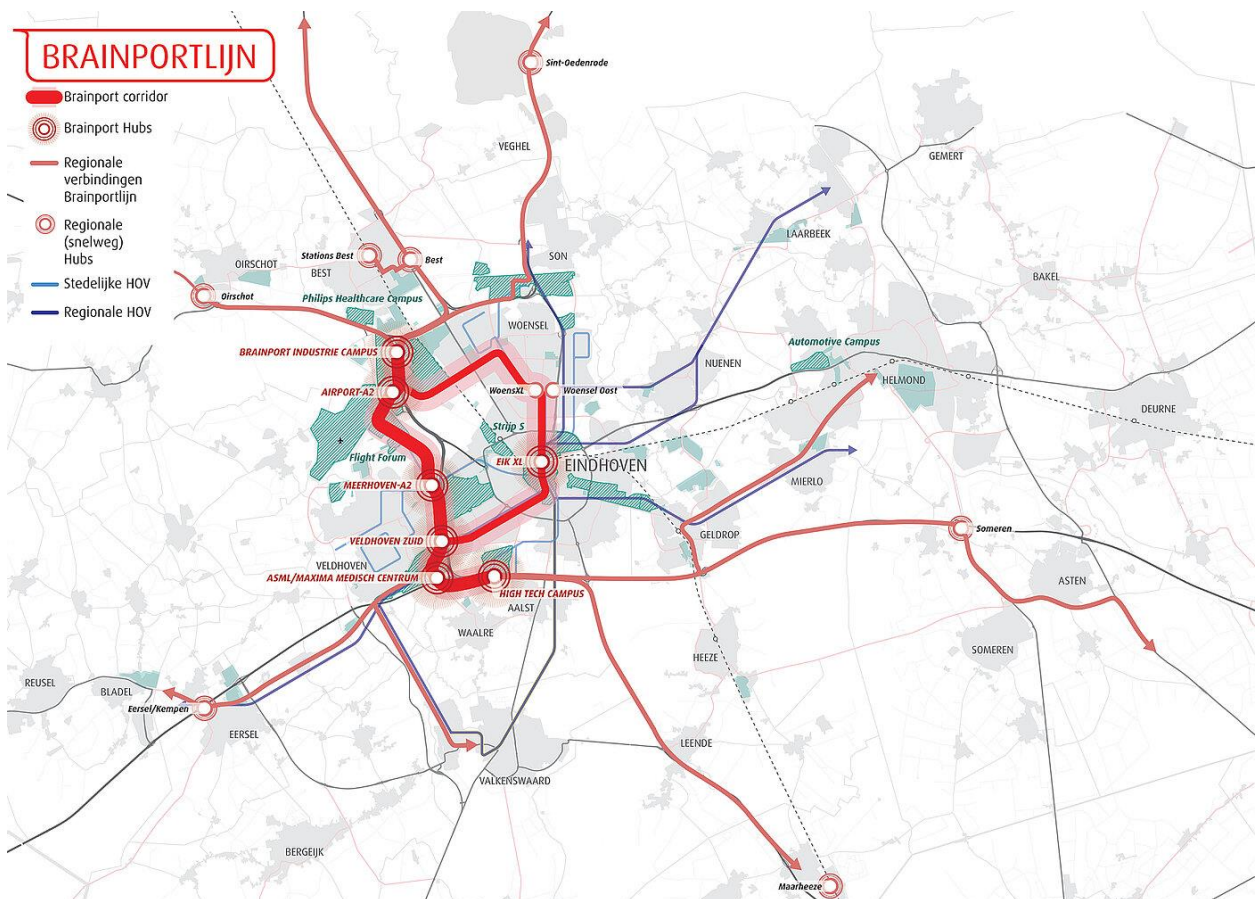 BRAINPORTLIJN
Brainport corridor
Brainport Hubs
Regionale
verbindingen
Brainportlijn
Regionale
(snelweg)
Hubs
Stedelijke HOV
Regionale HOV
Sint-Oedenrode
VEGHEL
GEMERT
LAARBEEK
OIRSCHOT
Stations Best
BEST
Best
SON
BAKEL
Oirschot
Philips Healthcare Campus
WOENSEL
BRAINPORT INDUSTRIE CAMPUS
Automotive Campus
NUENEN
HELMOND
AIRPORT-A2
WoensXL
Woensel Oost
DEURNE
Strijp S
Flight Forum
EIK XL
EINDHOVEN
MEERHOVEN-A2
MIERLO
VELDHOVEN ZUID
GELDROP
Someren
VELDHOVEN
ASML/MAXIMA MEDISCH CENTRUM
HIGH TECH CAMPUS
ASTEN
AALST
WAALRE
HEEZE
SOMEREN
REUSEL
BLADEL
Eersel/Kempen
EERSEL
LEENDE
VALKENSWAARD
BERGEIJK
Maarheeze